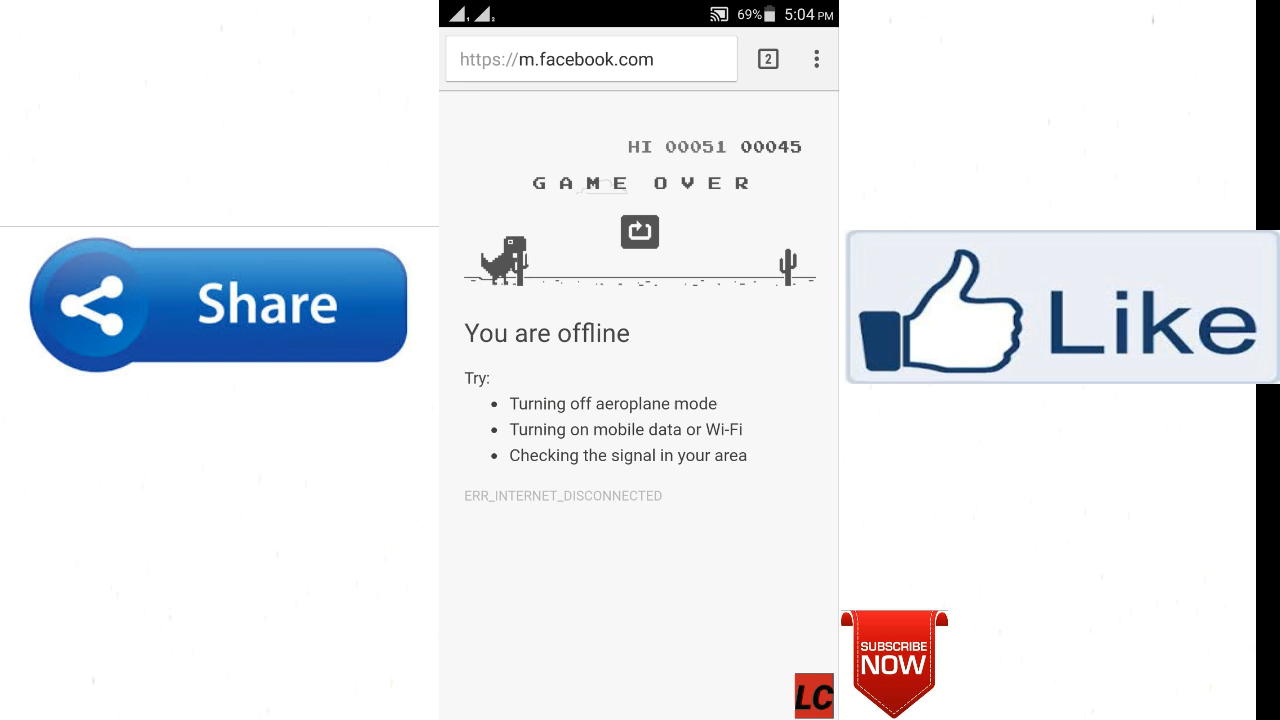 1 2 69% 5:04 PM
https://m.facebook.com 2
HI 00051 00045
GAME OVER
Share
Like
You are offline
Try:
• Turning off aeroplane mode
• Turning on mobile data or Wi-Fi
• Checking the signal in your area
ERR_INTERNET_DISCONNECTED
SUBSCRIBE
NOW
LC